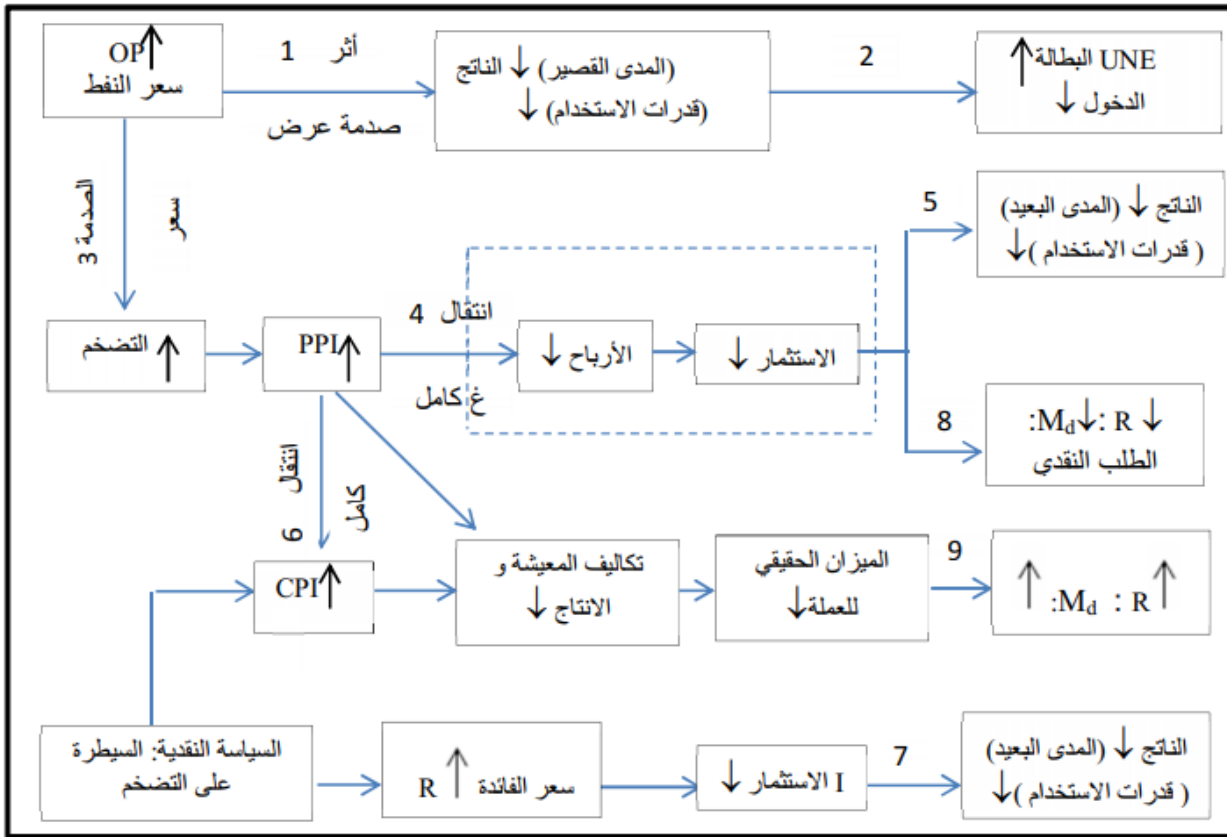 OP↑
سعر النفط
1 أثر
صدمة عرض
(المدى القصير) ↓ الناتج
(قدرات الاستخدام) ↓
2
↑ البطالة UNE
الدخول ↓
الصدمة 3
سعر
5
الناتج ↓ (المدى البعيد)
( قدرات الاستخدام )↓
التضخم ↑
PPI↑
4 انتقال
غ كامل
الأرباح ↓
الاستثمار ↓
8
:Md↓: R ↓
الطلب النقدي
انتقال
كامل
6
CPI↑
تكاليف المعيشة و
الانتاج ↓
الميزان الحقيقي
للعملة↓
9
↑ :Md : R ↑
السياسة النقدية: السيطرة
على التضخم
سعر الفائدة ↑ R
I الاستثمار ↓
7
الناتج ↓ (المدى البعيد)
( قدرات الاستخدام )↓